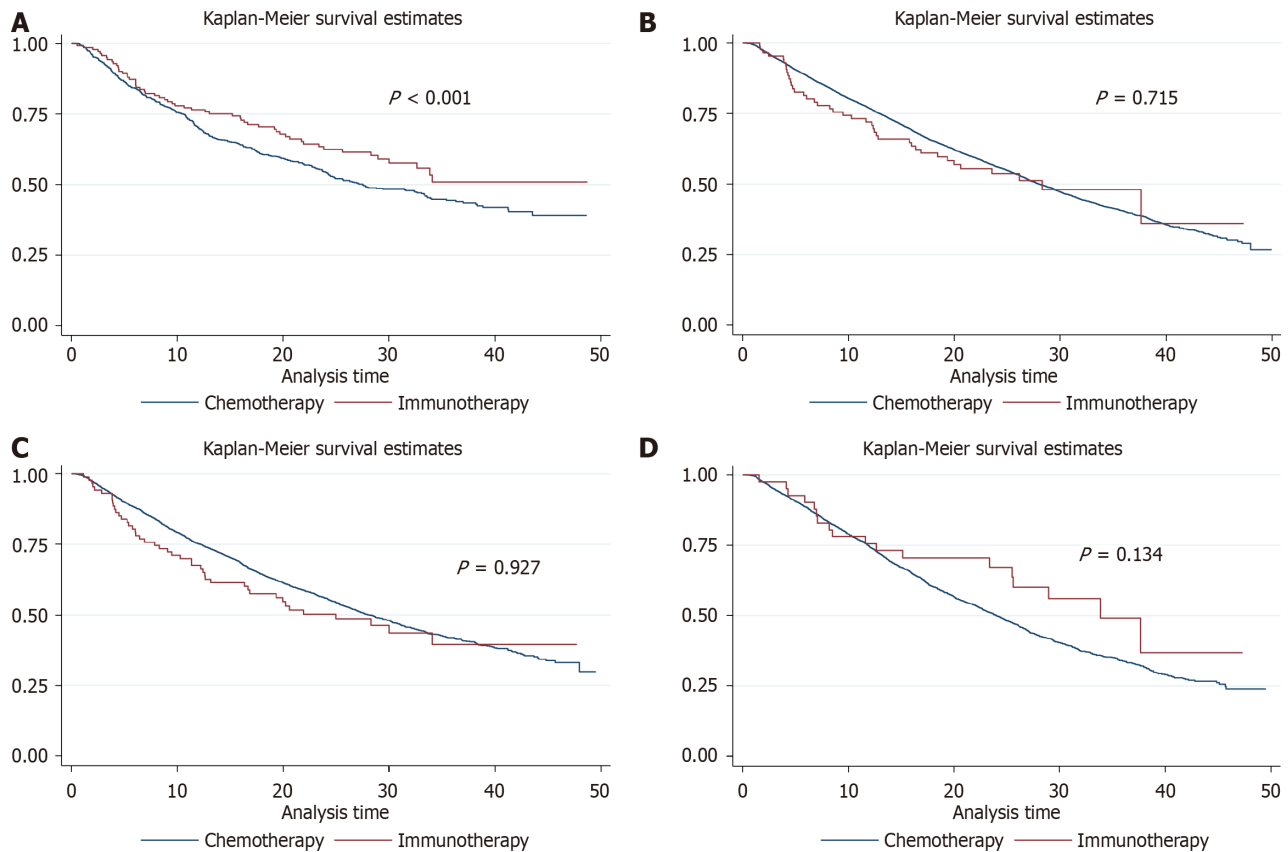 A
Kaplan-Meier survival estimates
1.00
0.75
0.50
0.25
0.00
P < 0.001
0 10 20 30 40 50
Analysis time
Chemotherapy Immunotherapy
B
Kaplan-Meier survival estimates
1.00
0.75
0.50
0.25
0.00
P = 0.715
0 10 20 30 40 50
Analysis time
Chemotherapy Immunotherapy
C
Kaplan-Meier survival estimates
1.00
0.75
0.50
0.25
0.00
P = 0.927
0 10 20 30 40 50
Analysis time
Chemotherapy Immunotherapy
D
Kaplan-Meier survival estimates
1.00
0.75
0.50
0.25
0.00
P = 0.134
0 10 20 30 40 50
Analysis time
Chemotherapy Immunotherapy